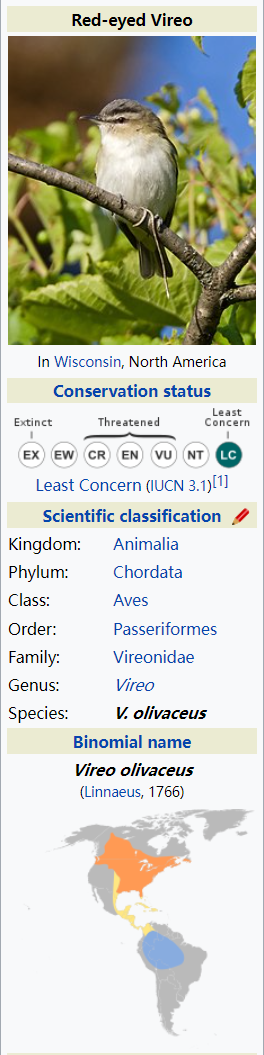 Red-eyed Vireo
In Wisconsin, North America
Conservation status
Extinct Threatened Least Concern
EX EW CR EN VU NT LC
Least Concern (IUCN 3.1)[1]
Scientific classification
Kingdom: Animalia
Phylum: Chordata
Class: Aves
Order: Passeriformes
Family: Vireonidae
Genus: Vireo
Species: V. olivaceus
Binomial name
Vireo olivaceus
(Linnaeus, 1766)